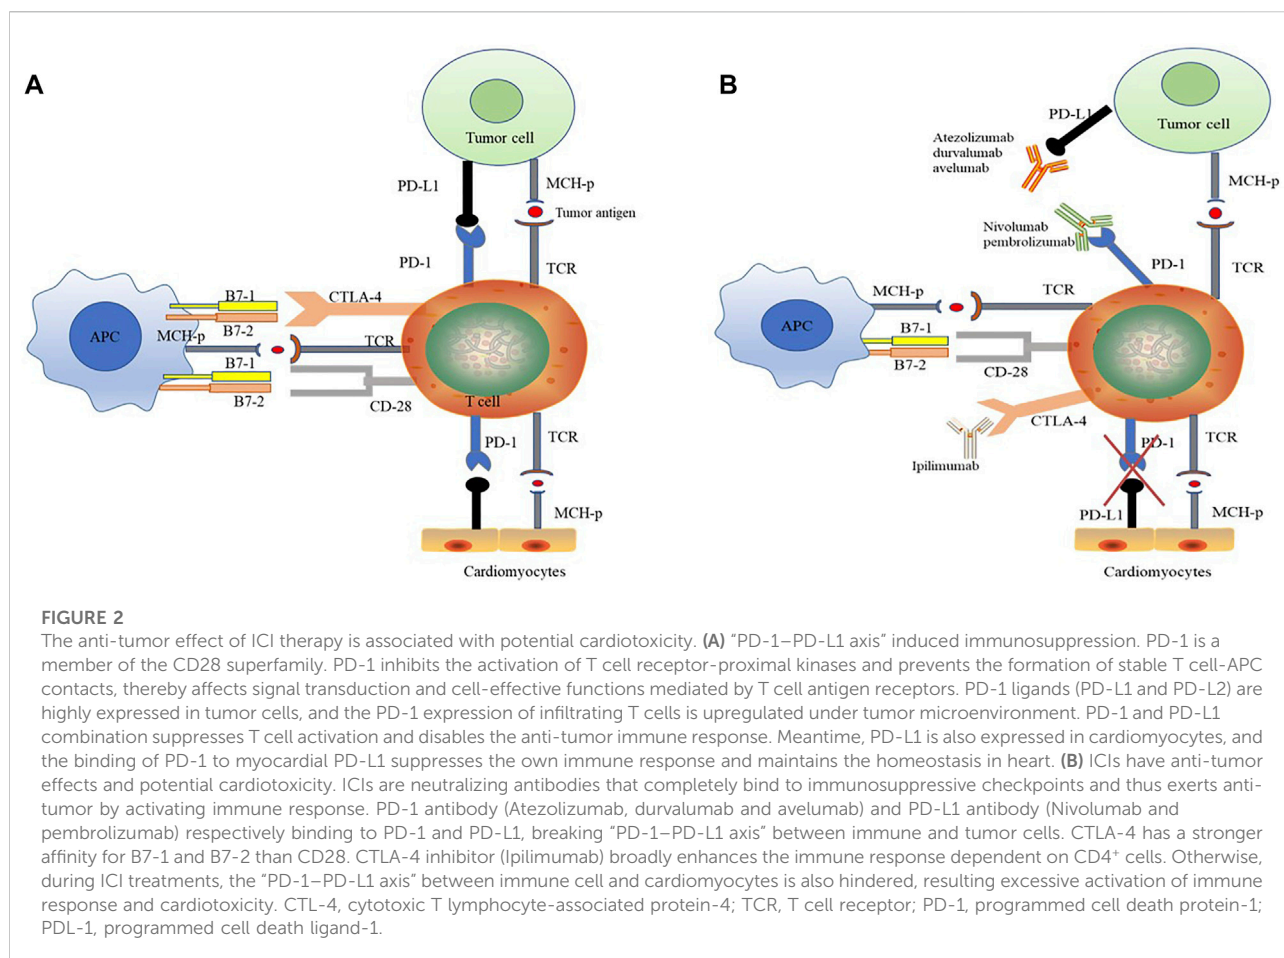 A
Tumor cell
PD-L1
MCH-p
Tumor antigen
PD-1
TCR
B7-1
CTLA-4
B7-2
APC
MCH-p
TCR
B7-1
B7-2
CD-28
T cell
PD-1
TCR
MCH-p
Cardiomyocytes
B
PD-L1
Tumor cell
Atezolizumab
durvalumab
avelumab
MCH-p
Nivolumab
pembrolizumab
PD-1
TCR
MCH-p
TCR
APC
B7-1
B7-2
CD-28
CTLA-4
Ipilimumab
PD-1
TCR
PD-L1
MCH-p
Cardiomyocytes
FIGURE 2
The anti-tumor effect of ICI therapy is associated with potential cardiotoxicity. (A) “PD-1–PD-L1 axis” induced immunosuppression. PD-1 is a
member of the CD28 superfamily. PD-1 inhibits the activation of T cell receptor-proximal kinases and prevents the formation of stable T cell-APC
contacts, thereby affects signal transduction and cell-effective functions mediated by T cell antigen receptors. PD-1 ligands (PD-L1 and PD-L2) are
highly expressed in tumor cells, and the PD-1 expression of infiltrating T cells is upregulated under tumor microenvironment. PD-1 and PD-L1
combination suppresses T cell activation and disables the anti-tumor immune response. Meantime, PD-L1 is also expressed in cardiomyocytes, and
the binding of PD-1 to myocardial PD-L1 suppresses the own immune response and maintains the homeostasis in heart. (B) ICIs have anti-tumor
effects and potential cardiotoxicity. ICIs are neutralizing antibodies that completely bind to immunosuppressive checkpoints and thus exerts anti-
tumor by activating immune response. PD-1 antibody (Atezolizumab, durvalumab and avelumab) and PD-L1 antibody (Nivolumab and
pembrolizumab) respectively binding to PD-1 and PD-L1, breaking “PD-1–PD-L1 axis” between immune and tumor cells. CTLA-4 has a stronger
affinity for B7-1 and B7-2 than CD28. CTLA-4 inhibitor (Ipilimumab) broadly enhances the immune response dependent on CD4⁺ cells. Otherwise,
during ICI treatments, the “PD-1–PD-L1 axis” between immune cell and cardiomyocytes is also hindered, resulting excessive activation of immune
response and cardiotoxicity. CTL-4, cytotoxic T lymphocyte-associated protein-4; TCR, T cell receptor; PD-1, programmed cell death protein-1;
PDL-1, programmed cell death ligand-1.